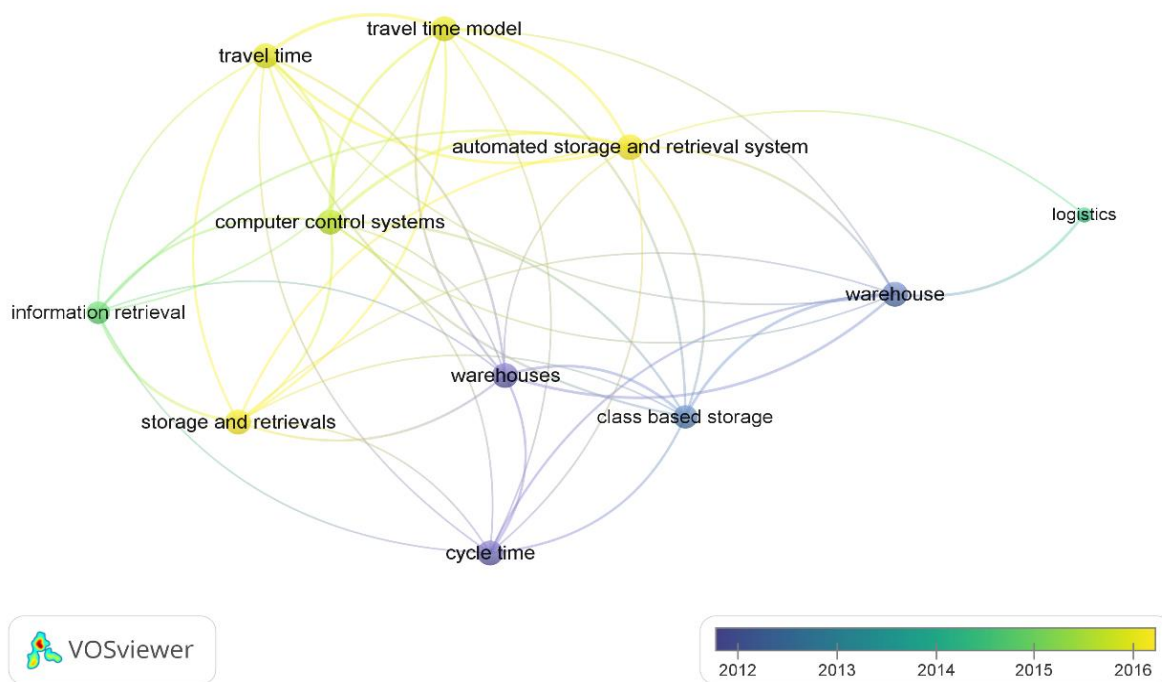 travel time model
travel time
automated storage and retrieval system
logistics
computer control systems
warehouse
information retrieval
warehouses
class based storage
storage and retrievals
cycle time
VOSviewer
2012 2013 2014 2015 2016